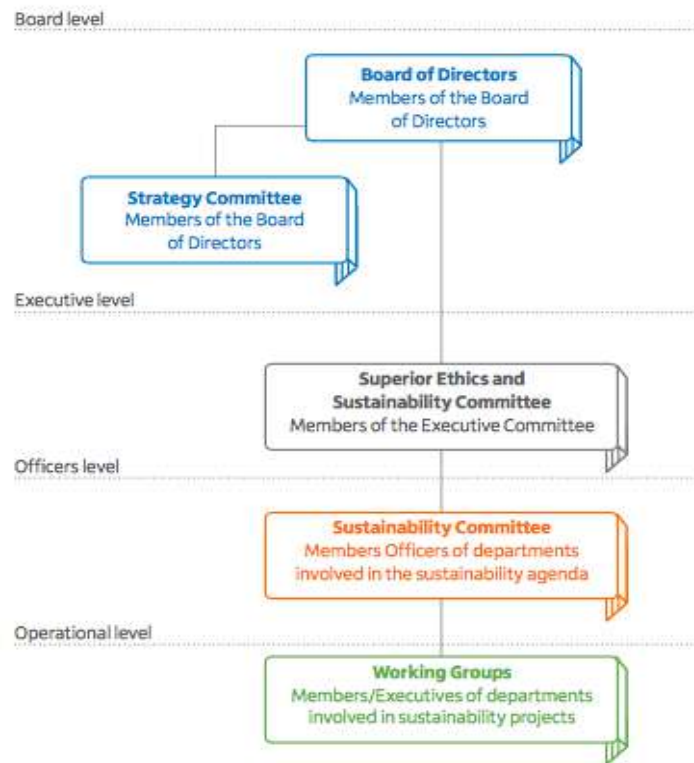 Board level
Board of Directors
Members of the Board
of Directors
Strategy Committee
Members of the Board
of Directors
Executive level
Superior Ethics and
Sustainability Committee
Members of the Executive Committee
Officers level
Sustainability Committee
Members Officers of departments
involved in the sustainability agenda
Operational level
Working Groups
Members/Executives of departments
involved in sustainability projects